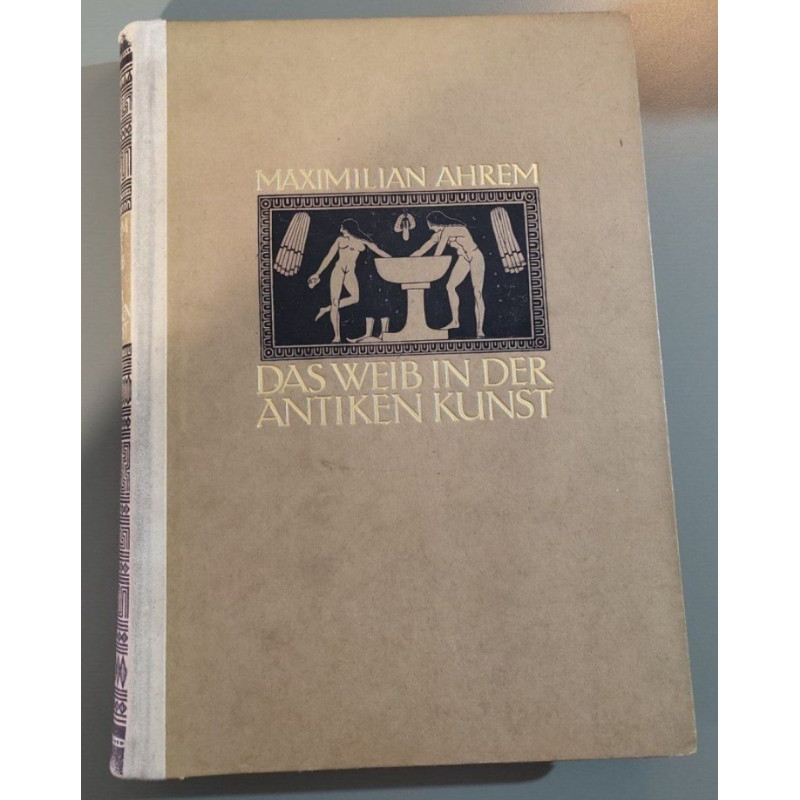 MAXIMILIAN AHREM
DAS WEIB IN DER
ANTIKEN KUNST